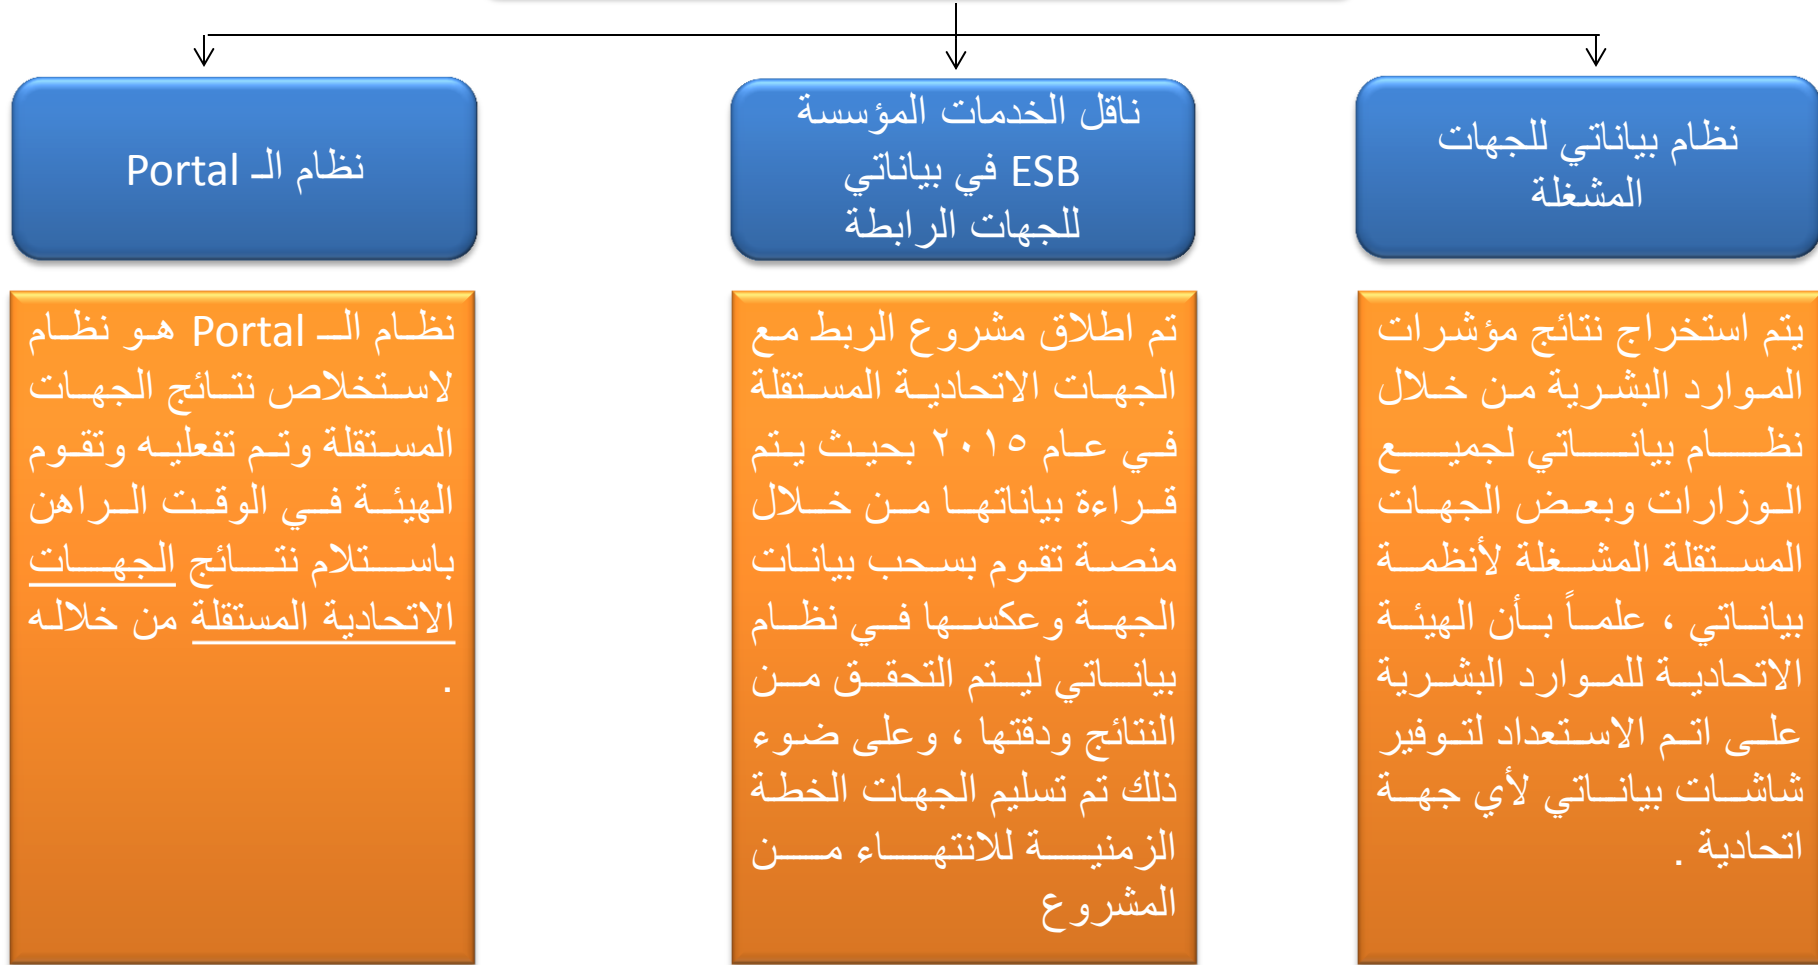 نظام بياناتي للجهات
المشغلة
يتم استخراج نتائج مؤشرات
الموارد البشرية من خلال
نظام بياناتي لجميع
الوزارات وبعض الجهات
المستقلة المشغلة لأنظمة
بياناتي ، علماً بأن الهيئة
الاتحادية للموارد البشرية
على اتم الاستعداد لتوفير
شاشات بياناتي لأي جهة
اتحادية .
ناقل الخدمات المؤسسة
ESB في بياناتي
للجهات الرابطة
تم اطلاق مشروع الربط مع
الجهات الاتحادية المستقلة
في عام ٢٠١٥ بحيث يتم
قراءة بياناتها من خلال
منصة تقوم بسحب بيانات
الجهة وعكسها في نظام
بياناتي ليتم التحقق من
النتائج ودقتها ، وعلى ضوء
ذلك تم تسليم الجهات الخطة
الزمنية للانتهاء من
المشروع
نظام الـ Portal
نظام الـ Portal هو نظام
لاستخلاص نتائج الجهات
المستقلة وتم تفعليه وتقوم
الهيئة في الوقت الراهن
باستلام نتائج الجهات
الاتحادية المستقلة من خلاله
.